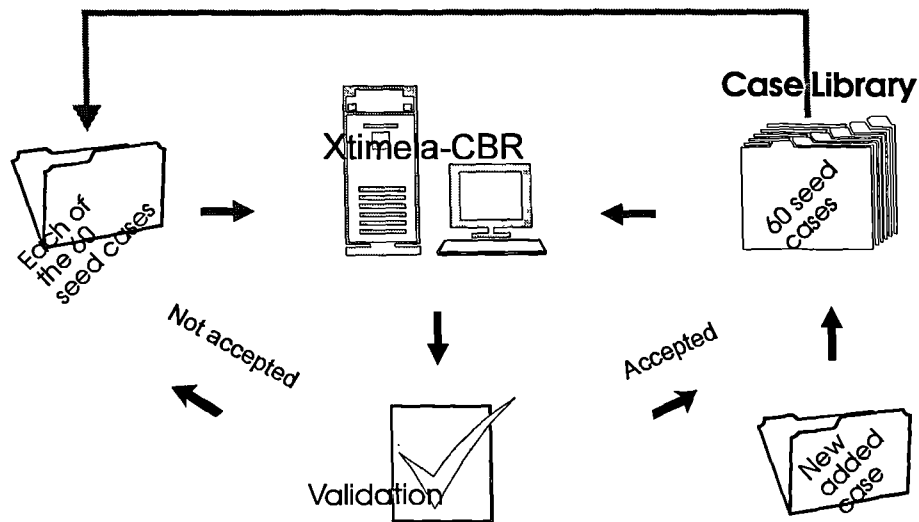 Case Library
Xtimela-CBR
Each of
the 60
seed cases
60 seed
cases
Not accepted
Accepted
Validation
New
added
case